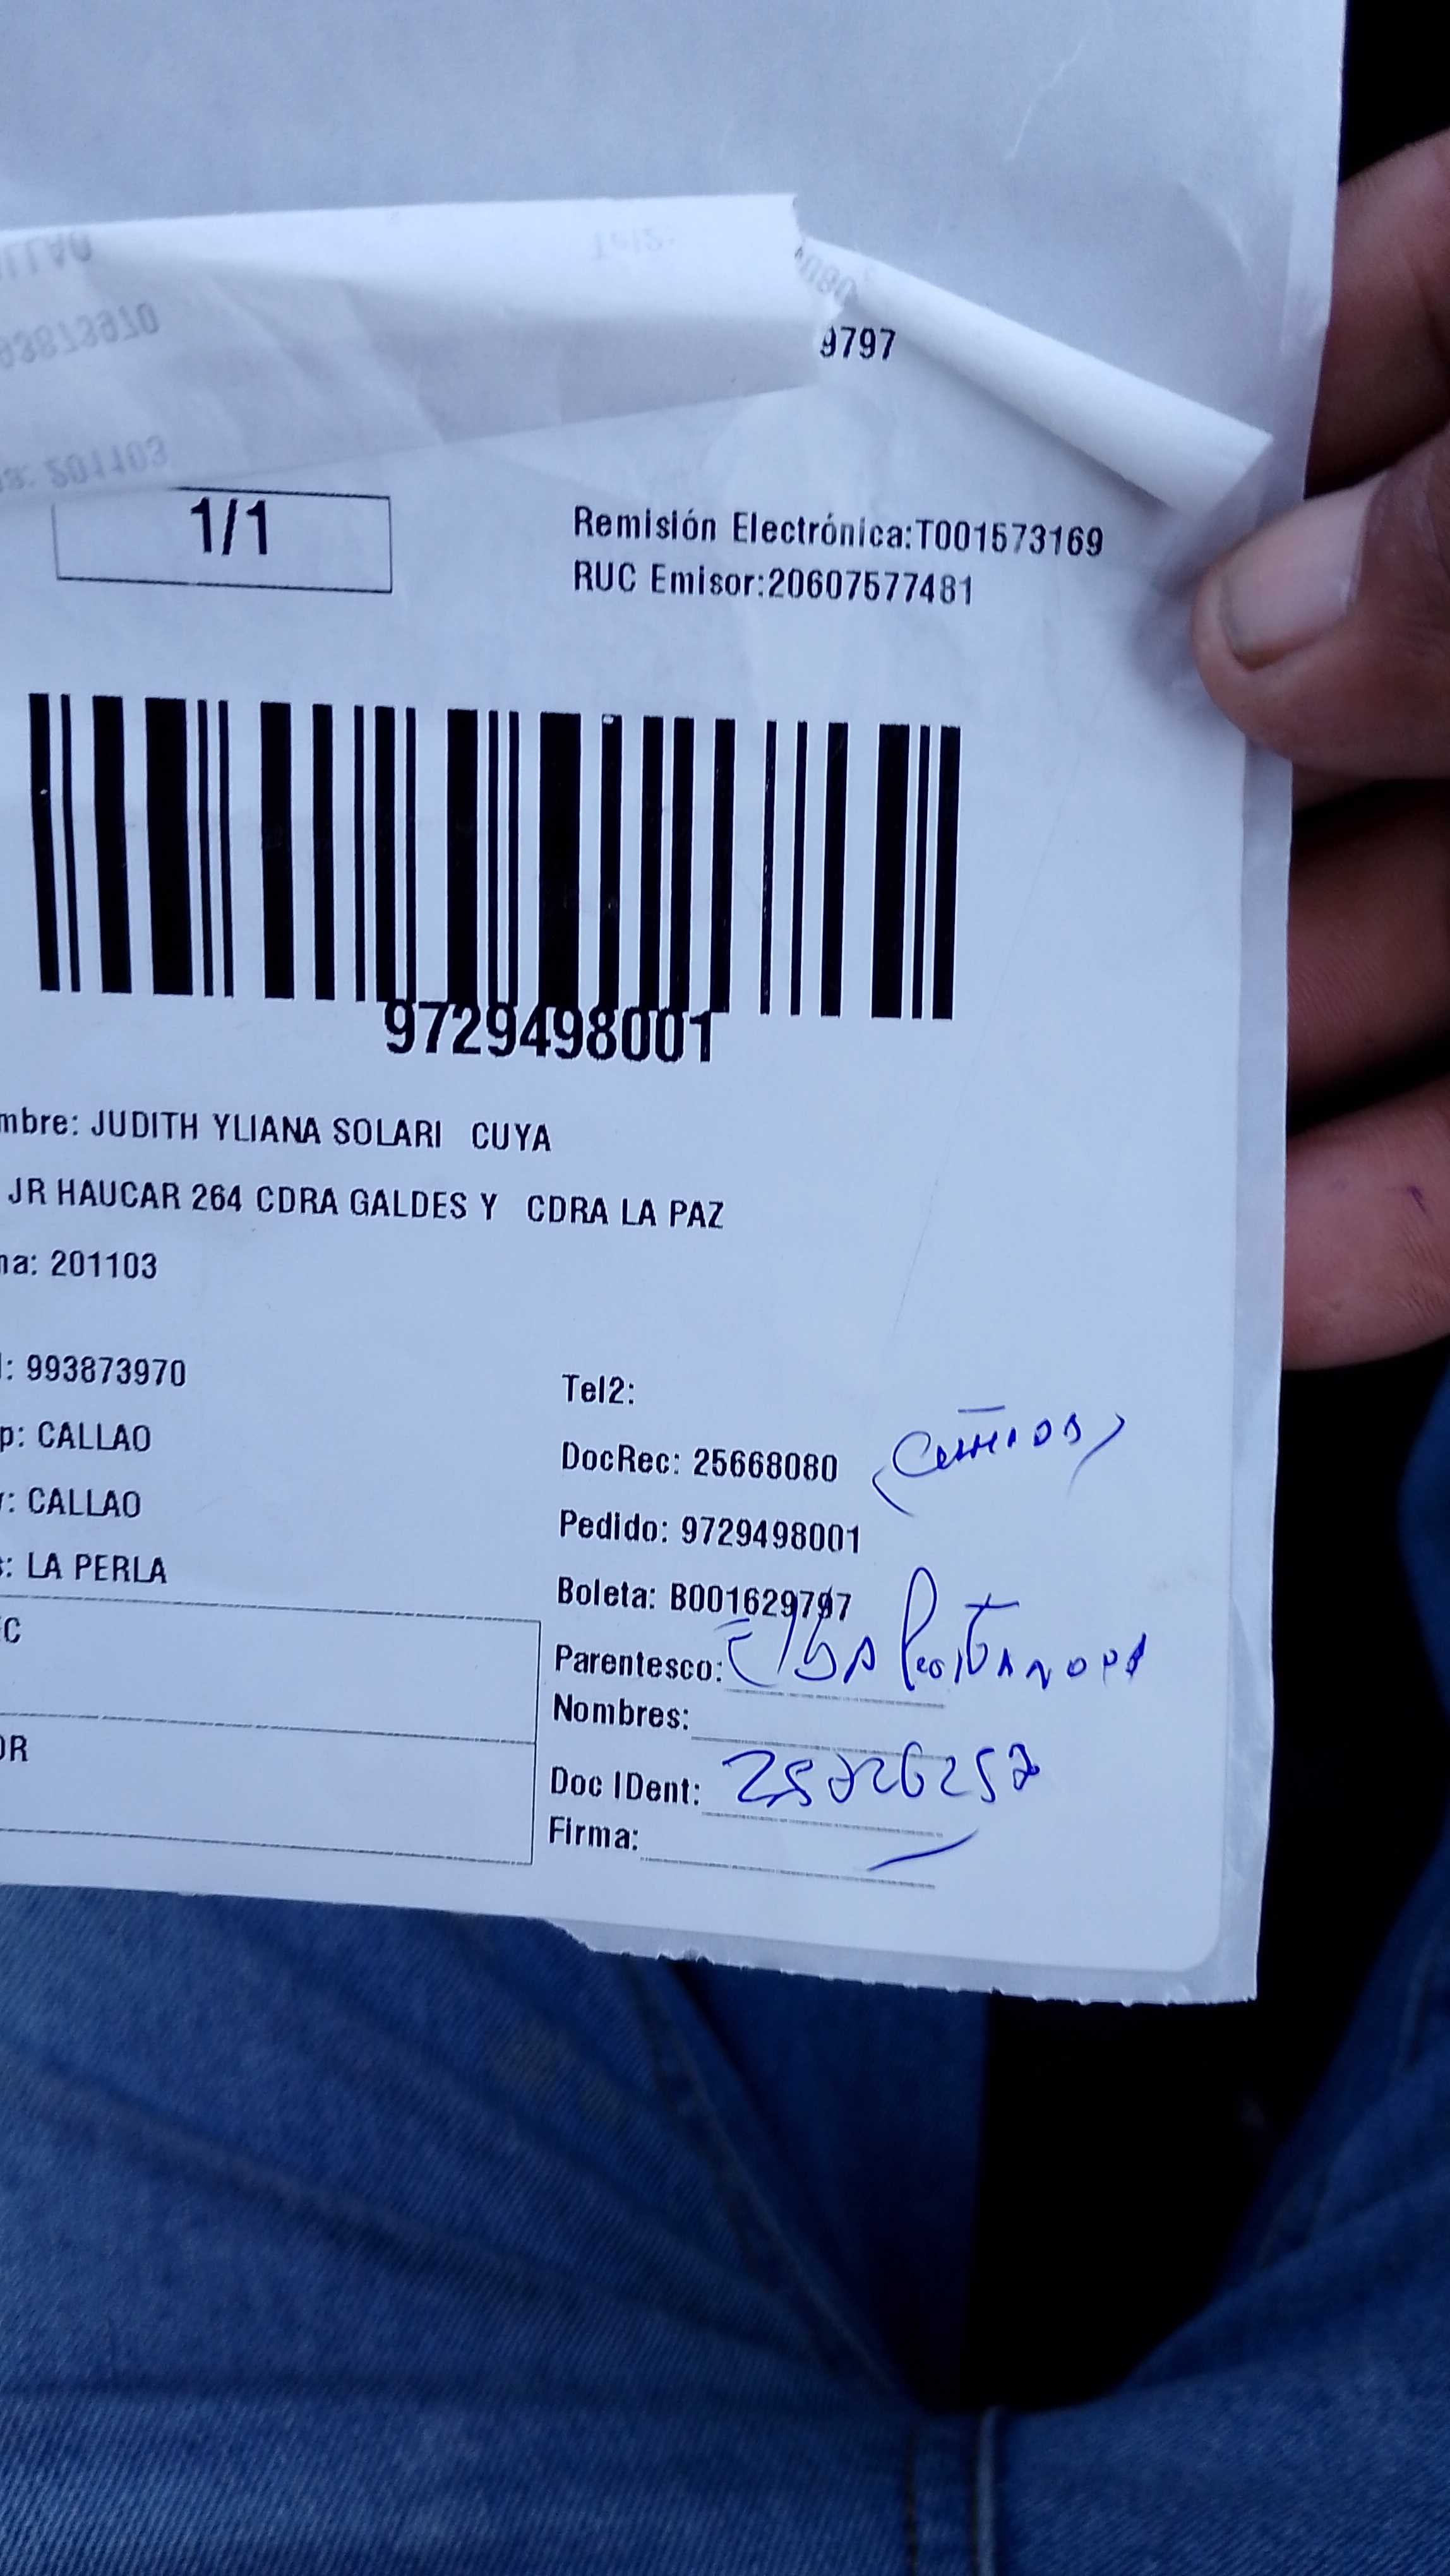 9797
1/1
Remisión Electrónica:T001573169
RUC Emisor:20607577481
9729498001
mbre: JUDITH YLIANA SOLARI CUYA
JR HAUCAR 264 CDRA GALDES Y CDRA LA PAZ
na: 201103
: 993873970
Tel2:
p: CALLAO
DocRec: 25668080
: CALLAO
Pedido: 9729498001
: LA PERLA
Boleta: B001629797
C
Parentesco:
Nombres:
OR
Doc IDent:
Firma: